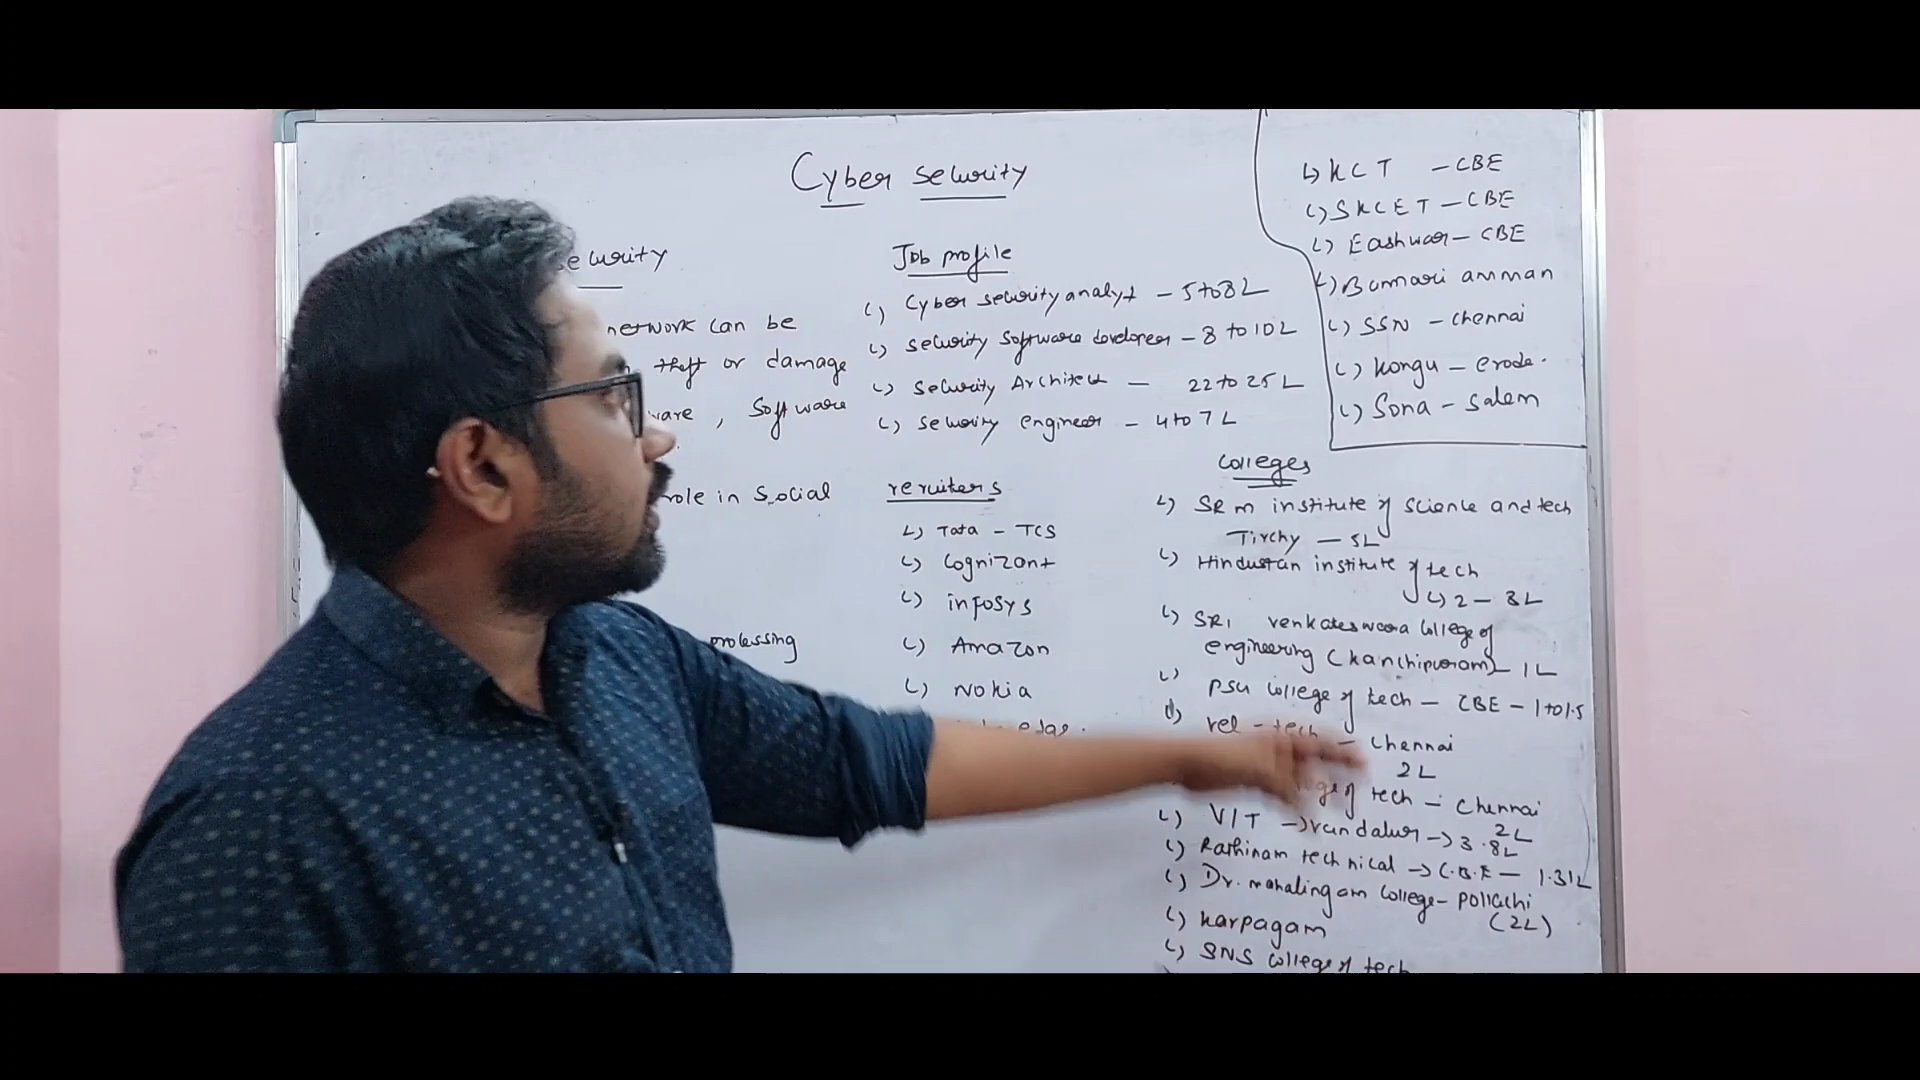 Cyber security
security
network can be
theft or damage
ware, Software
role in Social
processing
Job profile
Cyber security analyst - 5 to 8 L
Security Software developer - 8 to 10 L
Security Architect - 22 to 25 L
Security engineer - 4 to 7 L
recruiters
Tata - TCS
Cognizant
infosys
Amazon
Nokia
edge.
KCT - CBE
SKCET - CBE
Eashwar - CBE
Bannari amman
SSN - Chennai
Kongu - erode.
Sona - Salem
Colleges
SRM institute of Science and tech
Tirchy - 5L
Hindustan institute of tech
2 - 3L
SRI venkateswara College of
engineering (kanchipuram) - 1L
PSG College of tech - CBE - 1 to 1.5
vel-tech - Chennai
2L
tech - Chennai
2L
VIT → vandalur → 3.8L
Rathinam technical → C.B.E - 1.31L
Dr. mahalingam College - Pollachi
(2L)
Karpagam
SNS College of tech